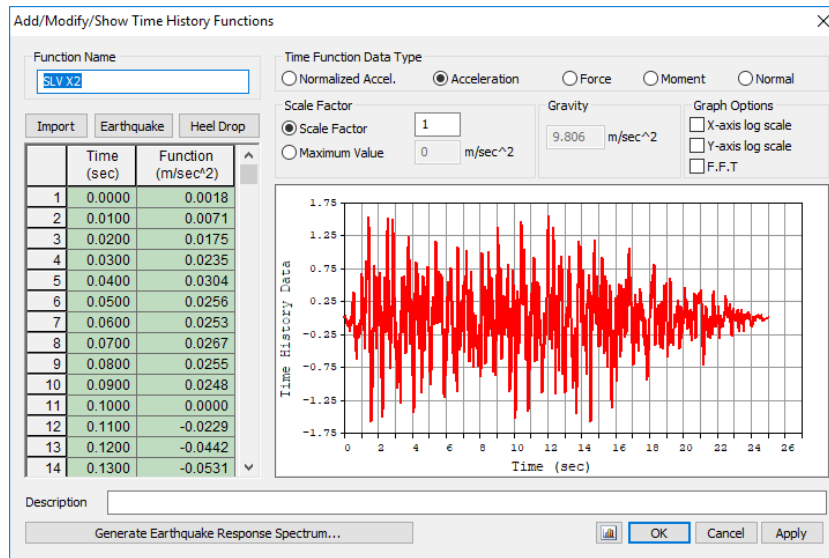 Add/Modify/Show Time History Functions
Function Name
SLV X2
Time Function Data Type
Normalized Accel.
Acceleration
Force
Moment
Normal
Import
Earthquake
Heel Drop
Scale Factor
Scale Factor
1
Maximum Value
0
m/sec^2
Gravity
9.806
m/sec^2
Graph Options
X-axis log scale
Y-axis log scale
F.F.T
Time
(sec)
Function
(m/sec^2)
1 0.0000 0.0018
2 0.0100 0.0071
3 0.0200 0.0175
4 0.0300 0.0235
5 0.0400 0.0304
6 0.0500 0.0256
7 0.0600 0.0253
8 0.0700 0.0267
9 0.0800 0.0255
10 0.0900 0.0248
11 0.1000 0.0000
12 0.1100 -0.0229
13 0.1200 -0.0442
14 0.1300 -0.0531
Time History Data
1.75
1.25
0.75
0.25
-0.25
-0.75
-1.25
-1.75
0 2 4 6 8 10 12 14 16 18 20 22 24 26
Time (sec)
Description
Generate Earthquake Response Spectrum...
OK
Cancel
Apply